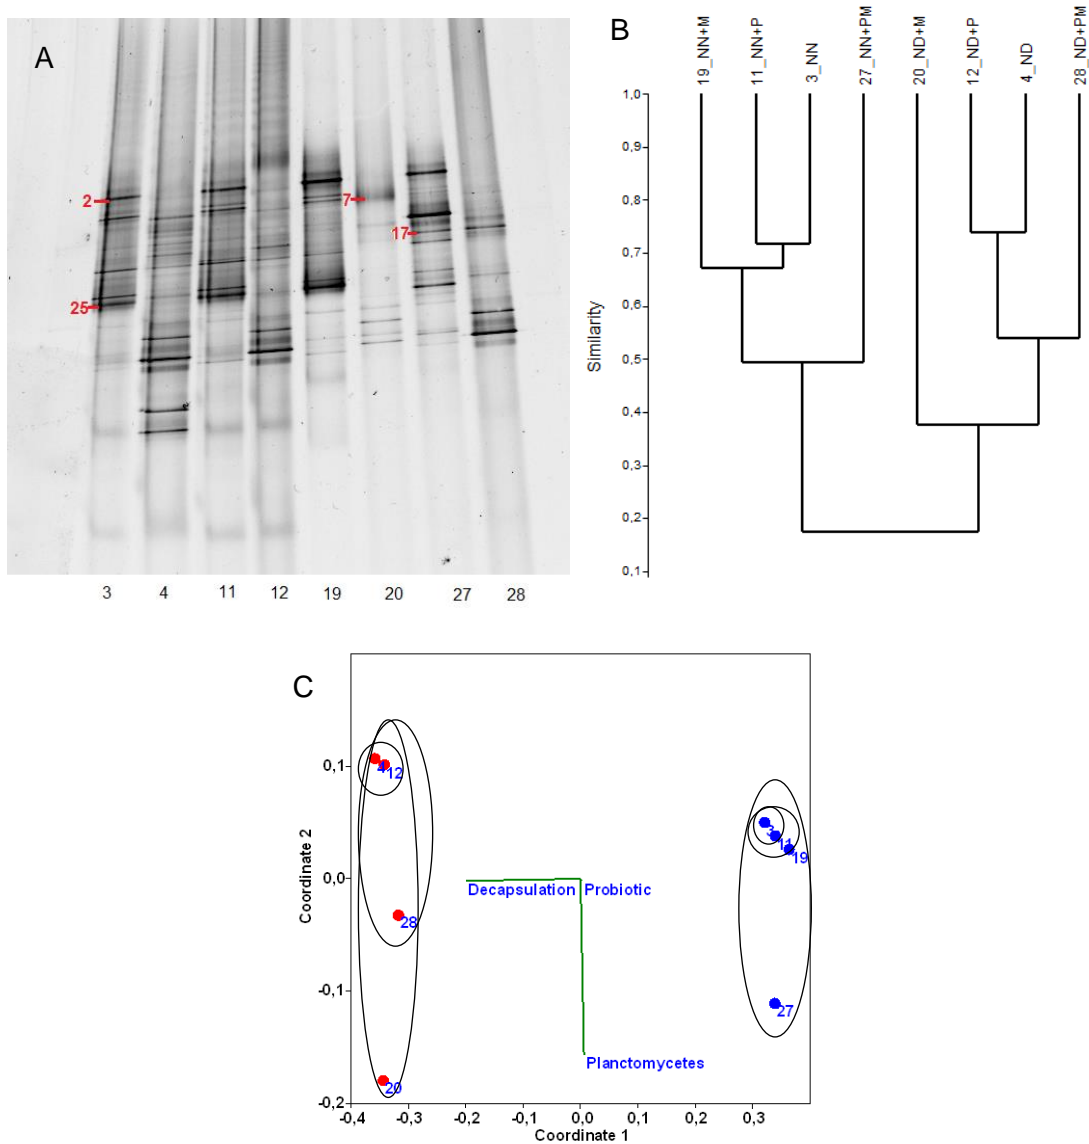 A
2
25
7
17
3 4 11 12 19 20 27 28
B
19_NN+M 11_NN+P 3_NN 27_NN+PM 20_ND+M 12_ND+P 4_ND 28_ND+PM
Similarity
1,0
0,9
0,8
0,7
0,6
0,5
0,4
0,3
0,2
0,1
C
Coordinate 2
0,1
0,0
-0,1
-0,2
4 12
28
20
3
11
19
27
Decapsulation Probiotic
Planctomycetes
-0,4 -0,3 -0,2 -0,1 0,0 0,1 0,2 0,3
Coordinate 1